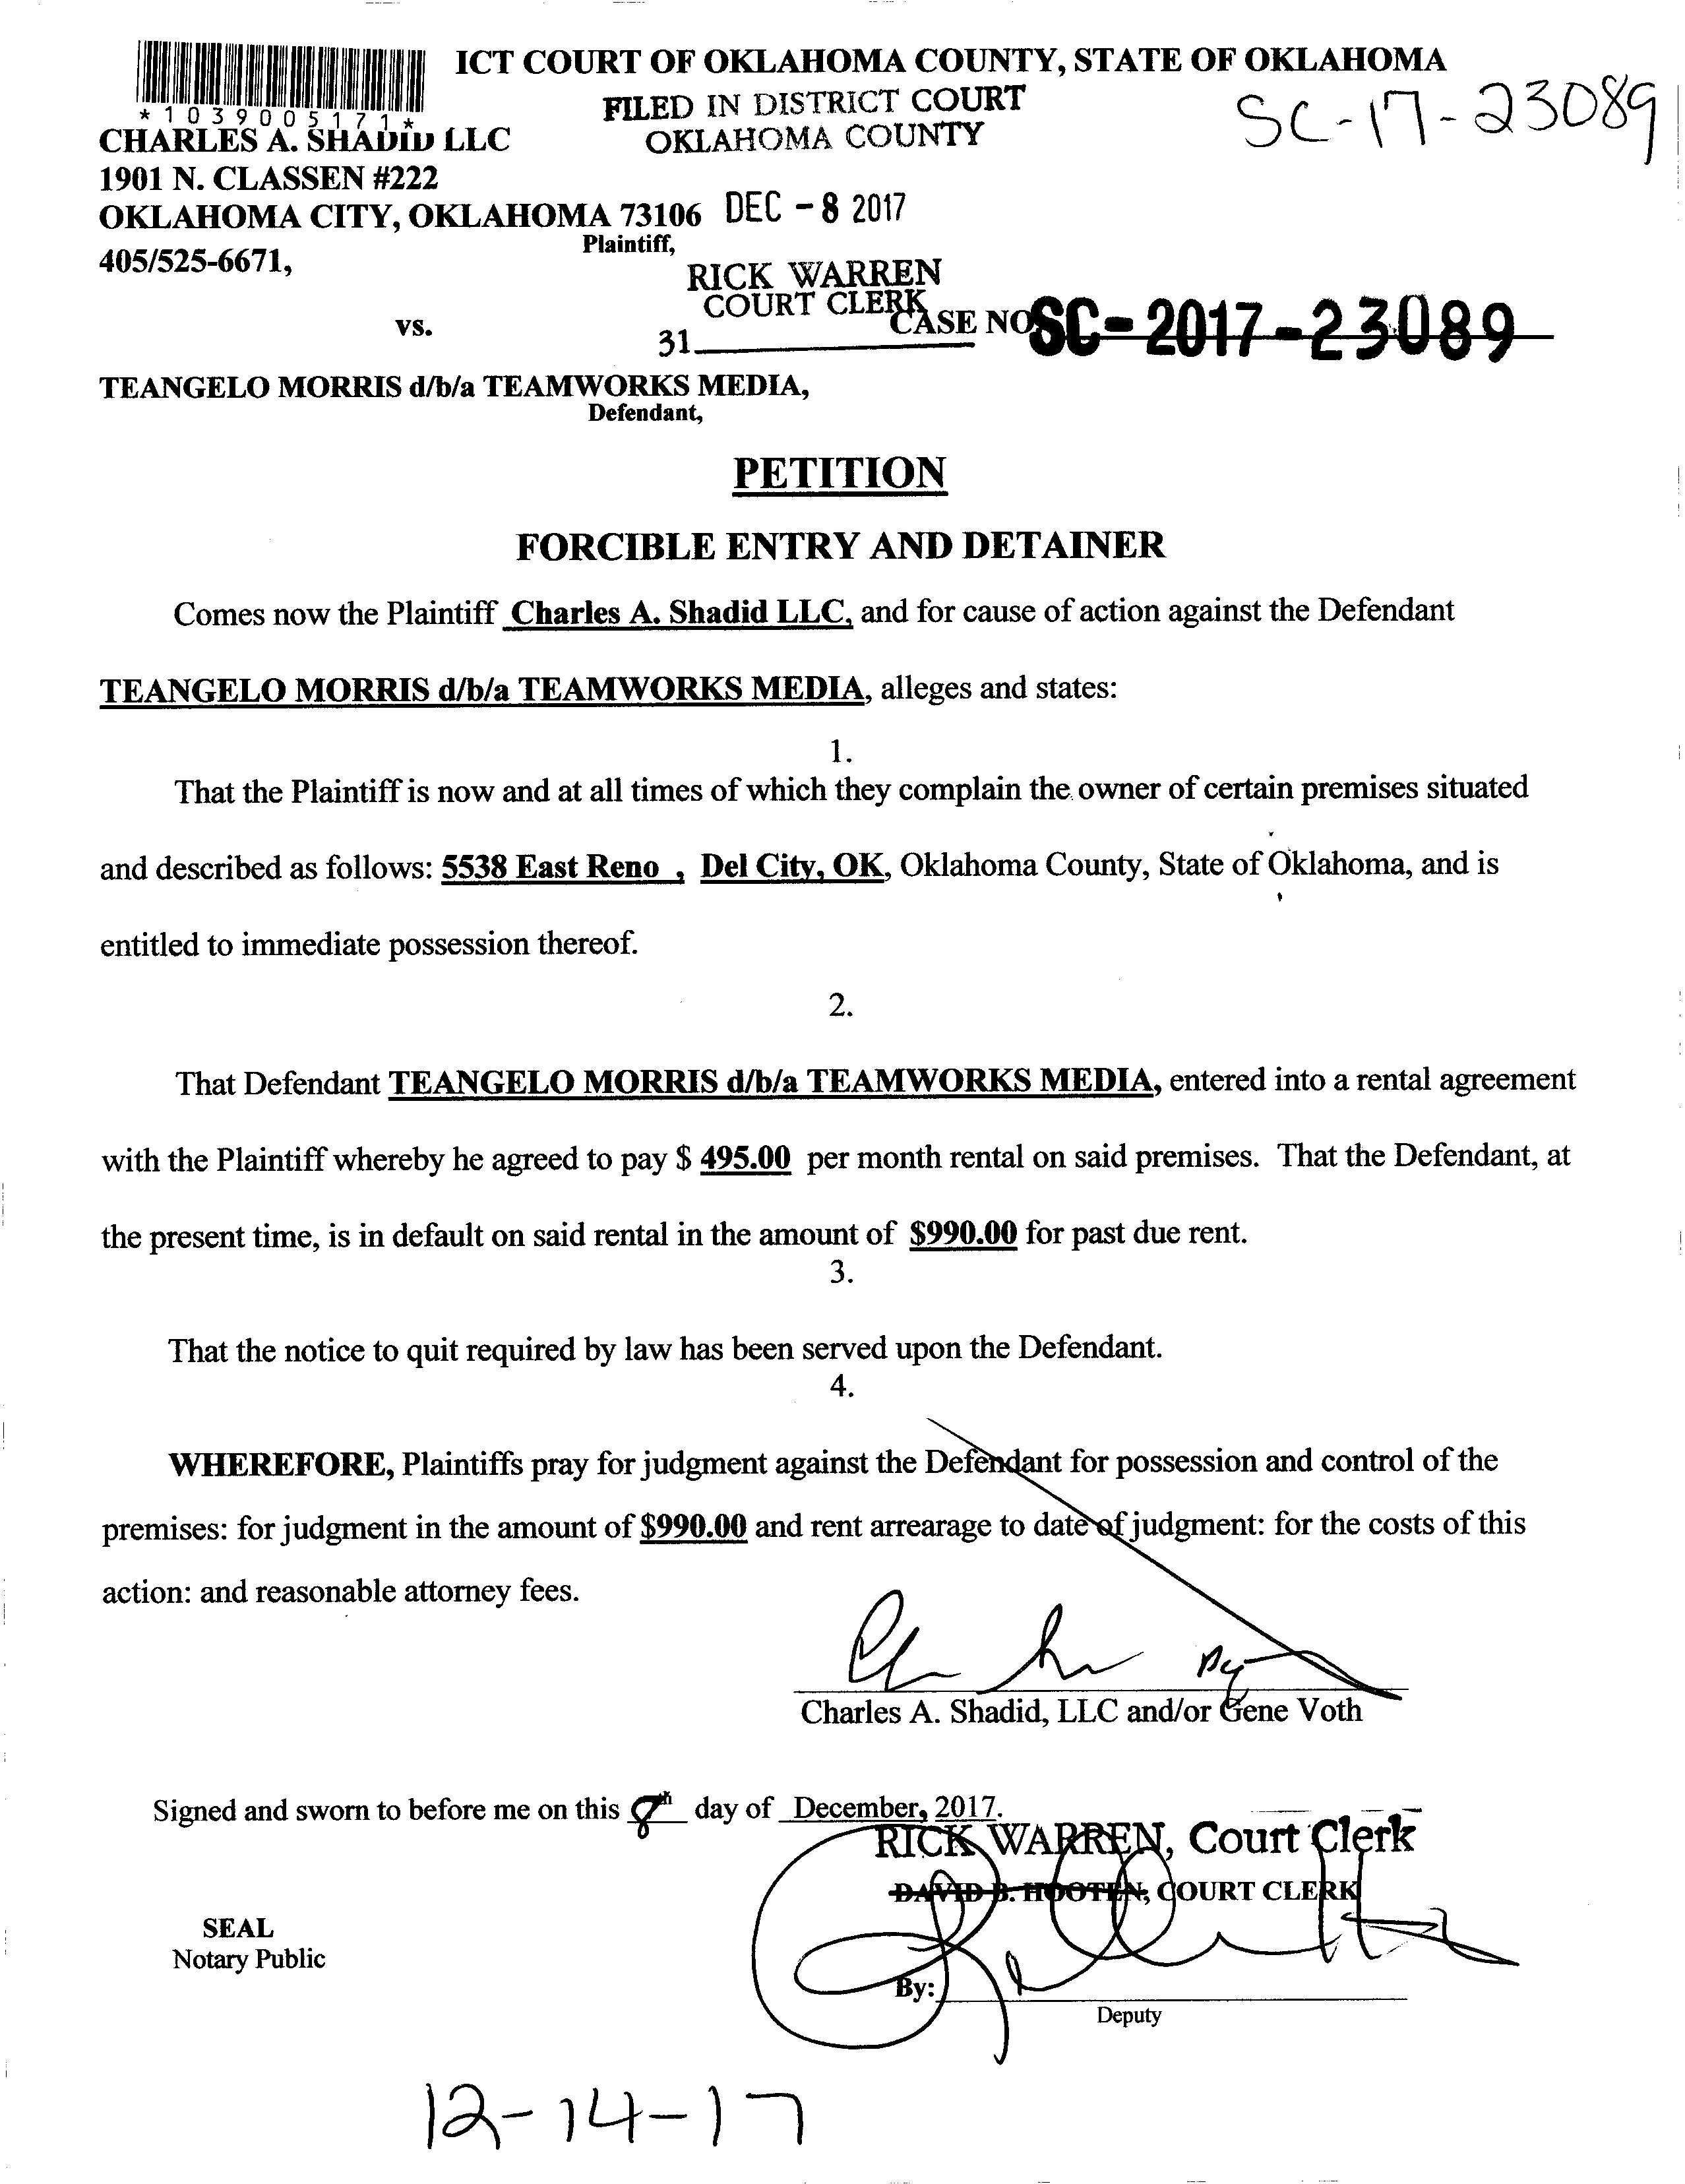 ICT COURT OF OKLAHOMA COUNTY, STATE OF OKLAHOMA
*1039005171*
FILED IN DISTRICT COURT
OKLAHOMA COUNTY
SC-17-23089
CHARLES A. SHADID LLC
1901 N. CLASSEN #222
OKLAHOMA CITY, OKLAHOMA 73106
DEC -8 2017
Plaintiff,
405/525-6671,
RICK WARREN
COURT CLERK
vs.
31
CASE NO
SC-2017-23089
TEANGELO MORRIS d/b/a TEAMWORKS MEDIA,
Defendant,
PETITION
FORCIBLE ENTRY AND DETAINER
Comes now the Plaintiff Charles A. Shadid LLC, and for cause of action against the Defendant
TEANGELO MORRIS d/b/a TEAMWORKS MEDIA, alleges and states:
1.
That the Plaintiff is now and at all times of which they complain the owner of certain premises situated
and described as follows: 5538 East Reno , Del City, OK, Oklahoma County, State of Oklahoma, and is
entitled to immediate possession thereof.
2.
That Defendant TEANGELO MORRIS d/b/a TEAMWORKS MEDIA, entered into a rental agreement
with the Plaintiff whereby he agreed to pay $ 495.00 per month rental on said premises. That the Defendant, at
the present time, is in default on said rental in the amount of $990.00 for past due rent.
3.
That the notice to quit required by law has been served upon the Defendant.
4.
WHEREFORE, Plaintiffs pray for judgment against the Defendant for possession and control of the
premises: for judgment in the amount of $990.00 and rent arrearage to date of judgment: for the costs of this
action: and reasonable attorney fees.
Charles A. Shadid, LLC and/or Gene Voth
Signed and sworn to before me on this 8th day of December, 2017.
RICK WARREN, Court Clerk
DAVID B. HOOTEN, COURT CLERK
SEAL
Notary Public
By:
Deputy
12-14-17